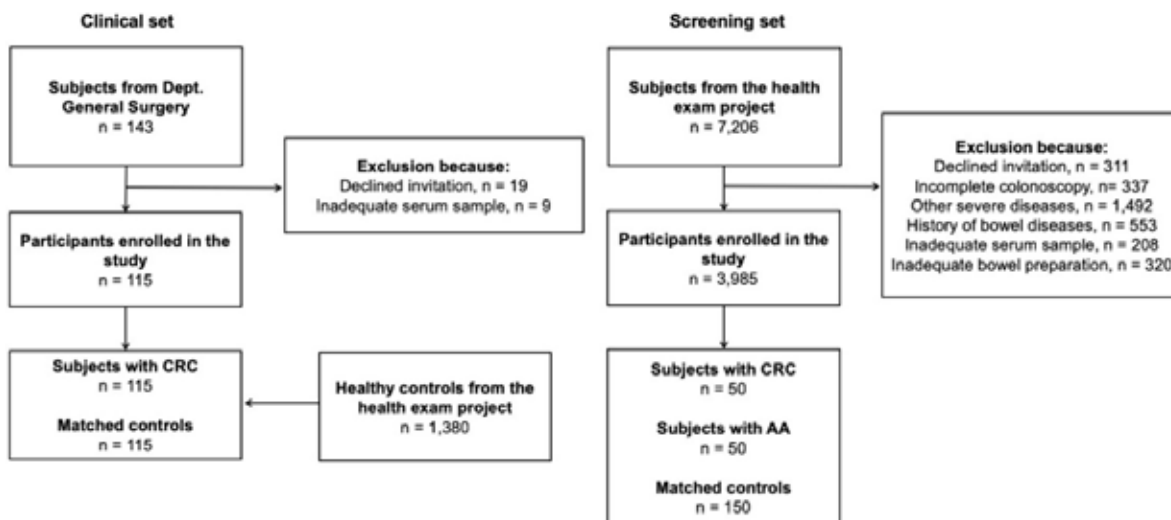 Clinical set
Subjects from Dept.
General Surgery
n = 143
Exclusion because:
Declined invitation, n = 19
Inadequate serum sample, n = 9
Participants enrolled in the
study
n = 115
Subjects with CRC
n = 115
Matched controls
n = 115
Healthy controls from the
health exam project
n = 1,380
Screening set
Subjects from the health
exam project
n = 7,206
Exclusion because:
Declined invitation, n = 311
Incomplete colonoscopy, n= 337
Other severe diseases, n = 1,492
History of bowel diseases, n = 553
Inadequate serum sample, n = 208
Inadequate bowel preparation, n = 320
Participants enrolled in the
study
n = 3,985
Subjects with CRC
n = 50
Subjects with AA
n = 50
Matched controls
n = 150